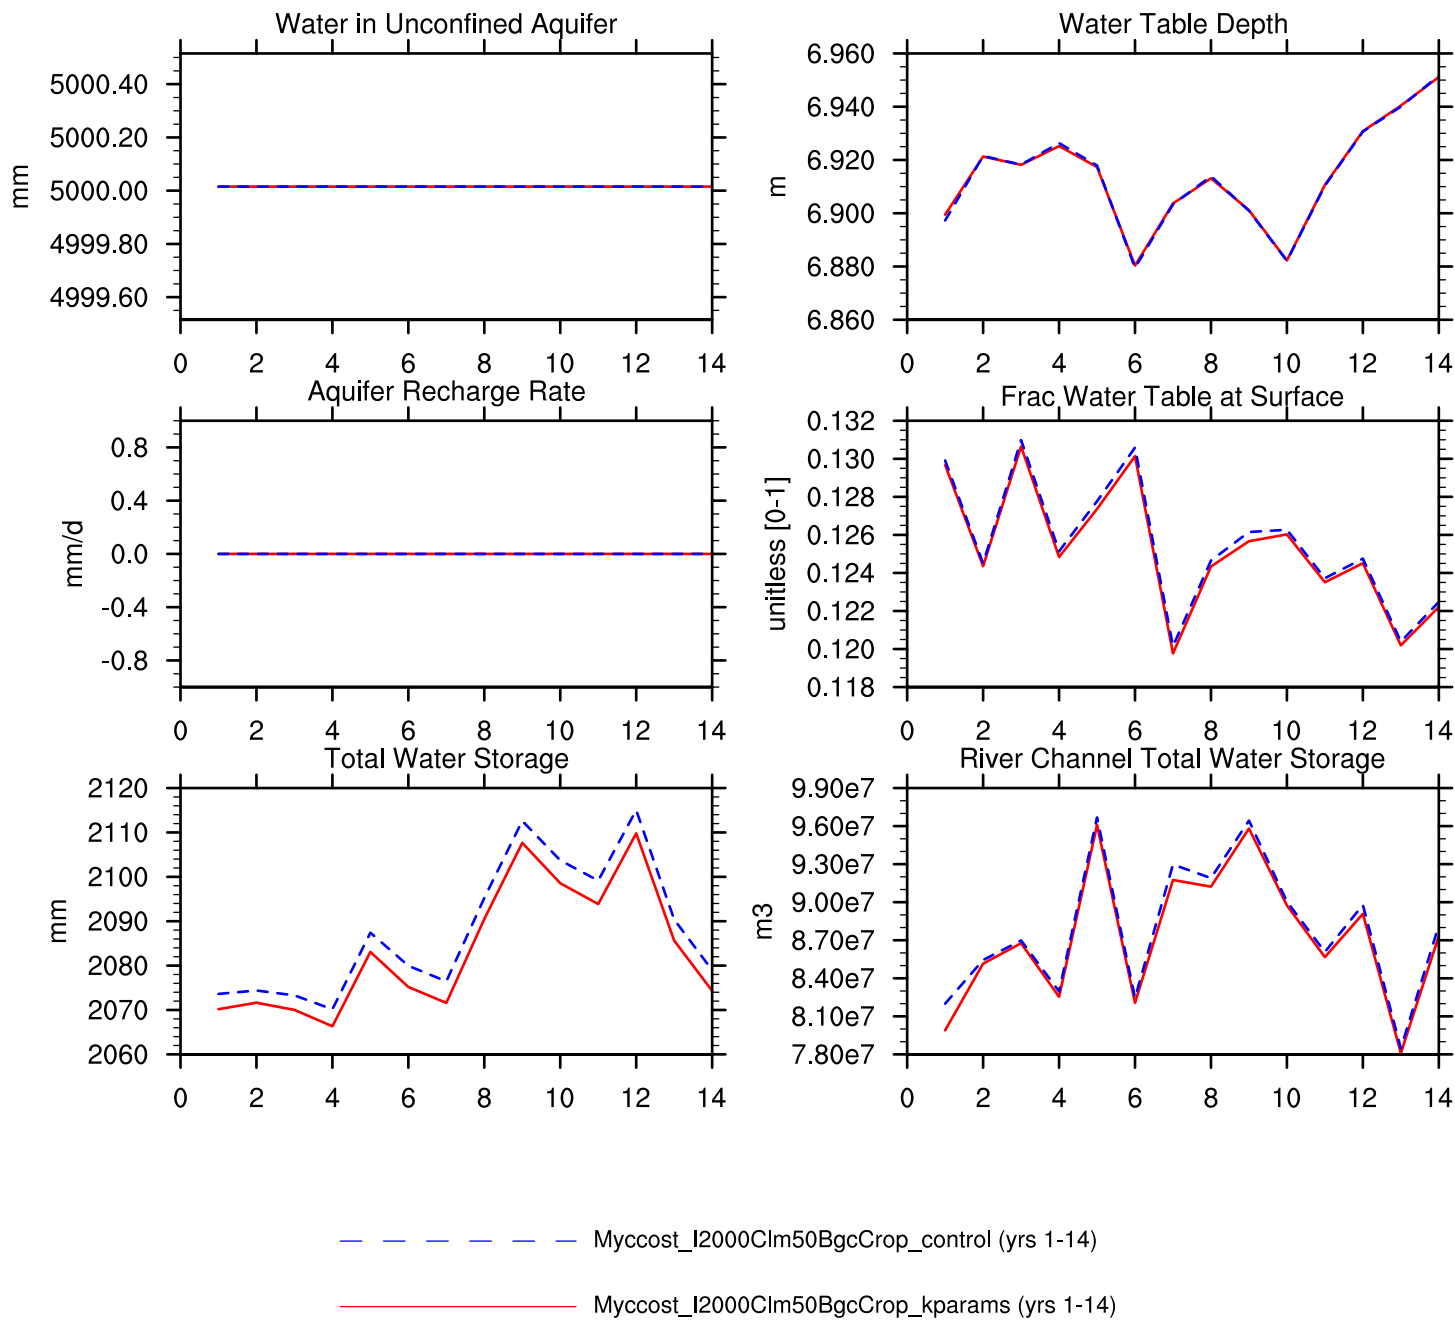 Water in Unconfined Aquifer
5000.40
5000.20
5000.00
4999.80
4999.60
mm
0 2 4 6 8 10 12 14
Water Table Depth
6.960
6.940
6.920
6.900
6.880
6.860
m
0 2 4 6 8 10 12 14
Aquifer Recharge Rate
0.8
0.4
0.0
-0.4
-0.8
mm/d
0 2 4 6 8 10 12 14
Frac Water Table at Surface
0.132
0.130
0.128
0.126
0.124
0.122
0.120
0.118
unitless [0-1]
0 2 4 6 8 10 12 14
Total Water Storage
2120
2110
2100
2090
2080
2070
2060
mm
0 2 4 6 8 10 12 14
River Channel Total Water Storage
9.90e7
9.60e7
9.30e7
9.00e7
8.70e7
8.40e7
8.10e7
7.80e7
m3
0 2 4 6 8 10 12 14
Myccost_I2000Clm50BgcCrop_control (yrs 1-14)
Myccost_I2000Clm50BgcCrop_kparams (yrs 1-14)